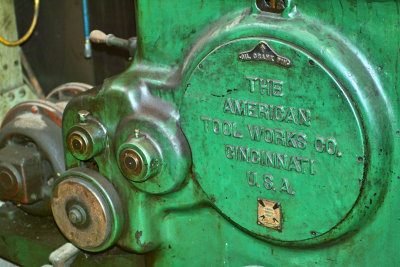 THE
AMERICAN
TOOL WORKS CO.
CINCINNATI
U.S.A.